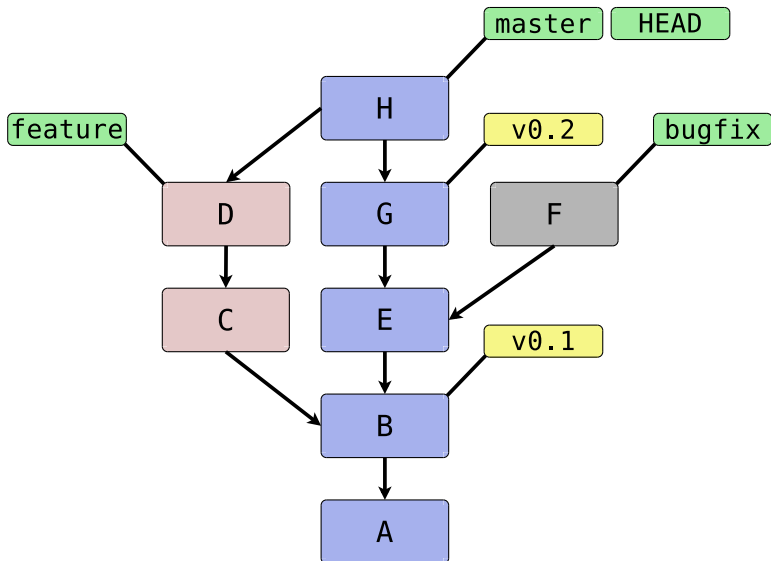 master HEAD
H
feature v0.2 bugfix
D G F
C E
v0.1
B
A